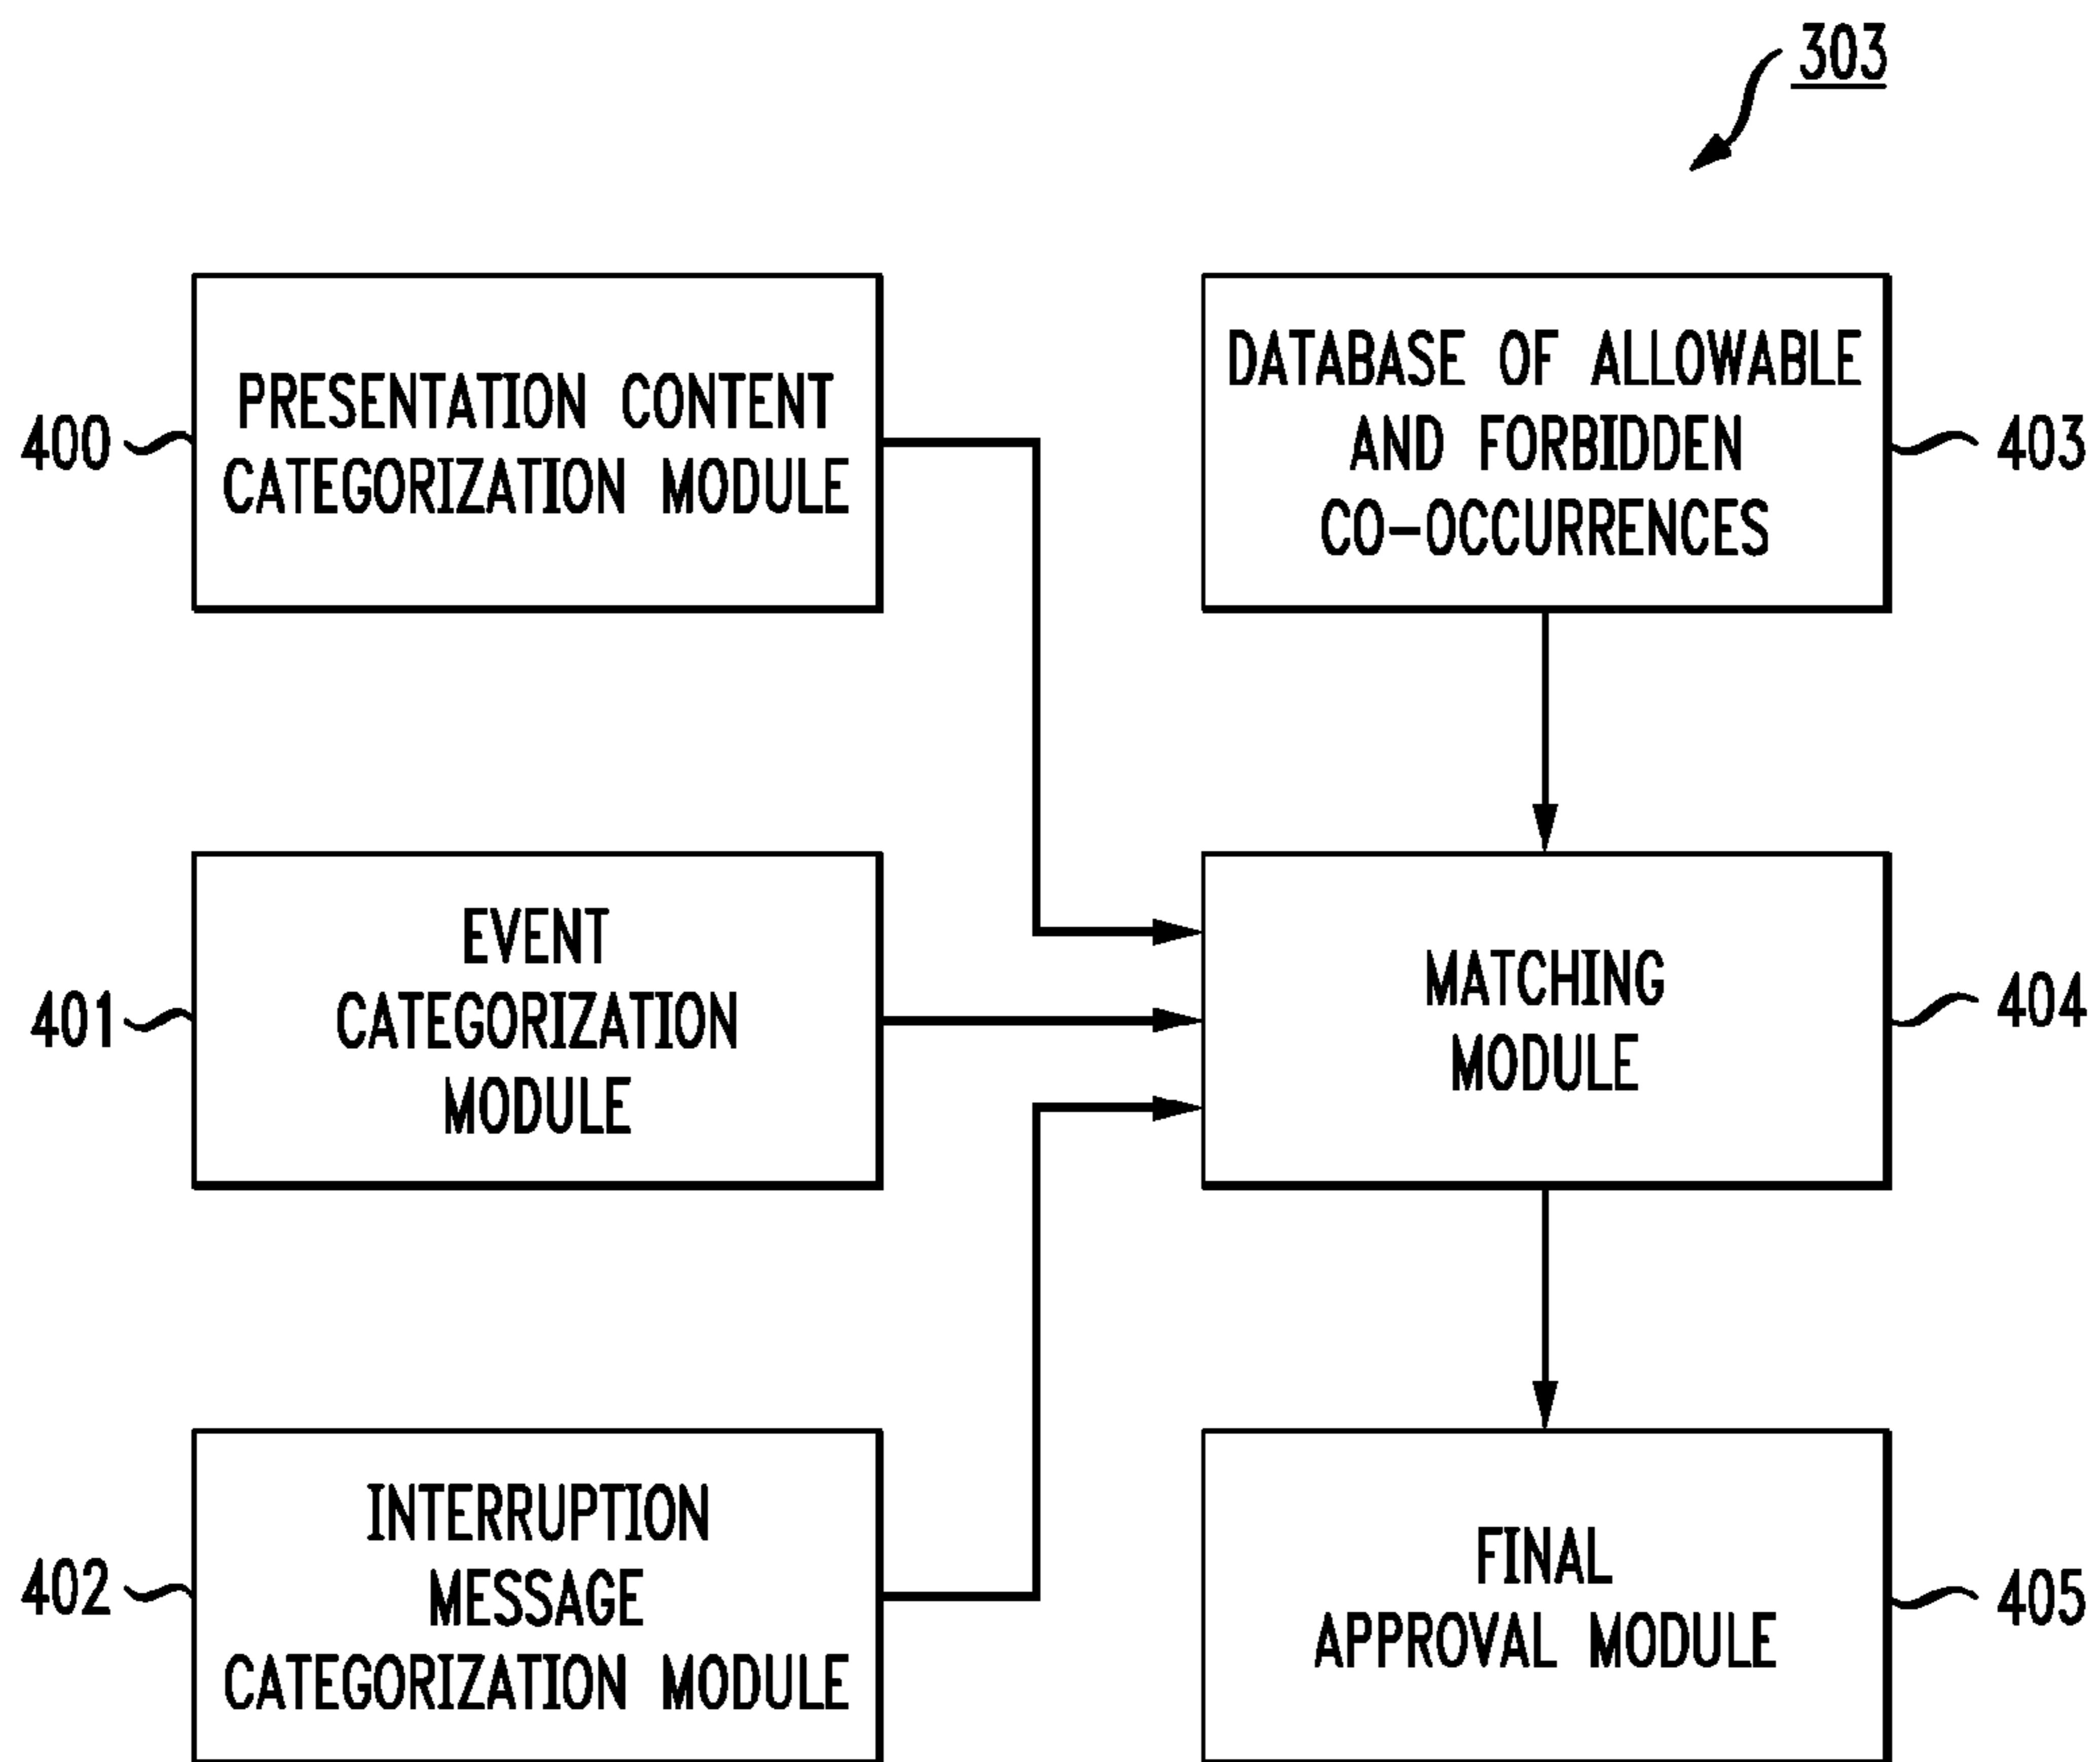 303
400
PRESENTATION CONTENT
CATEGORIZATION MODULE
DATABASE OF ALLOWABLE
AND FORBIDDEN
CO-OCCURRENCES
403
401
EVENT
CATEGORIZATION
MODULE
MATCHING
MODULE
404
402
INTERRUPTION
MESSAGE
CATEGORIZATION MODULE
FINAL
APPROVAL MODULE
405